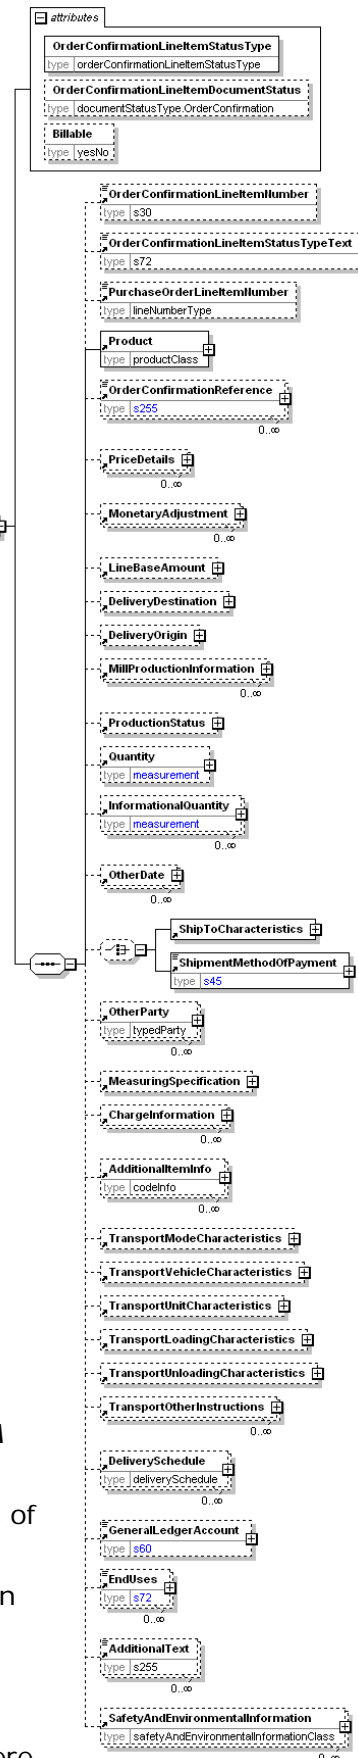 attributes
OrderConfirmationLineItemStatusType
type orderConfirmationLineItemStatusType
OrderConfirmationLineItemDocumentStatus
type documentStatusType.OrderConfirmation
Billable
type yesNo
OrderConfirmationLineItemNumber
type s30
OrderConfirmationLineItemStatusTypeText
type s72
PurchaseOrderLineItemNumber
type lineNumberType
Product
type productClass
OrderConfirmationReference
type s255
0..∞
PriceDetails
0..∞
MonetaryAdjustment
0..∞
LineBaseAmount
DeliveryDestination
DeliveryOrigin
MillProductionInformation
0..∞
ProductionStatus
Quantity
type measurement
InformationalQuantity
type measurement
0..∞
OtherDate
0..∞
ShipToCharacteristics
ShipmentMethodOfPayment
type s45
OtherParty
type typedParty
0..∞
MeasuringSpecification
ChargeInformation
0..∞
AdditionalItemInfo
type codeInfo
0..∞
TransportModeCharacteristics
TransportVehicleCharacteristics
TransportUnitCharacteristics
TransportLoadingCharacteristics
TransportUnloadingCharacteristics
TransportOtherInstructions
0..∞
DeliverySchedule
type deliverySchedule
0..∞
of
GeneralLedgerAccount
type s60
EndUses
type s72
0..∞
AdditionalText
type s255
0..∞
SafetyAndEnvironmentalInformation
type safetyAndEnvironmentalInformationClass
0..∞